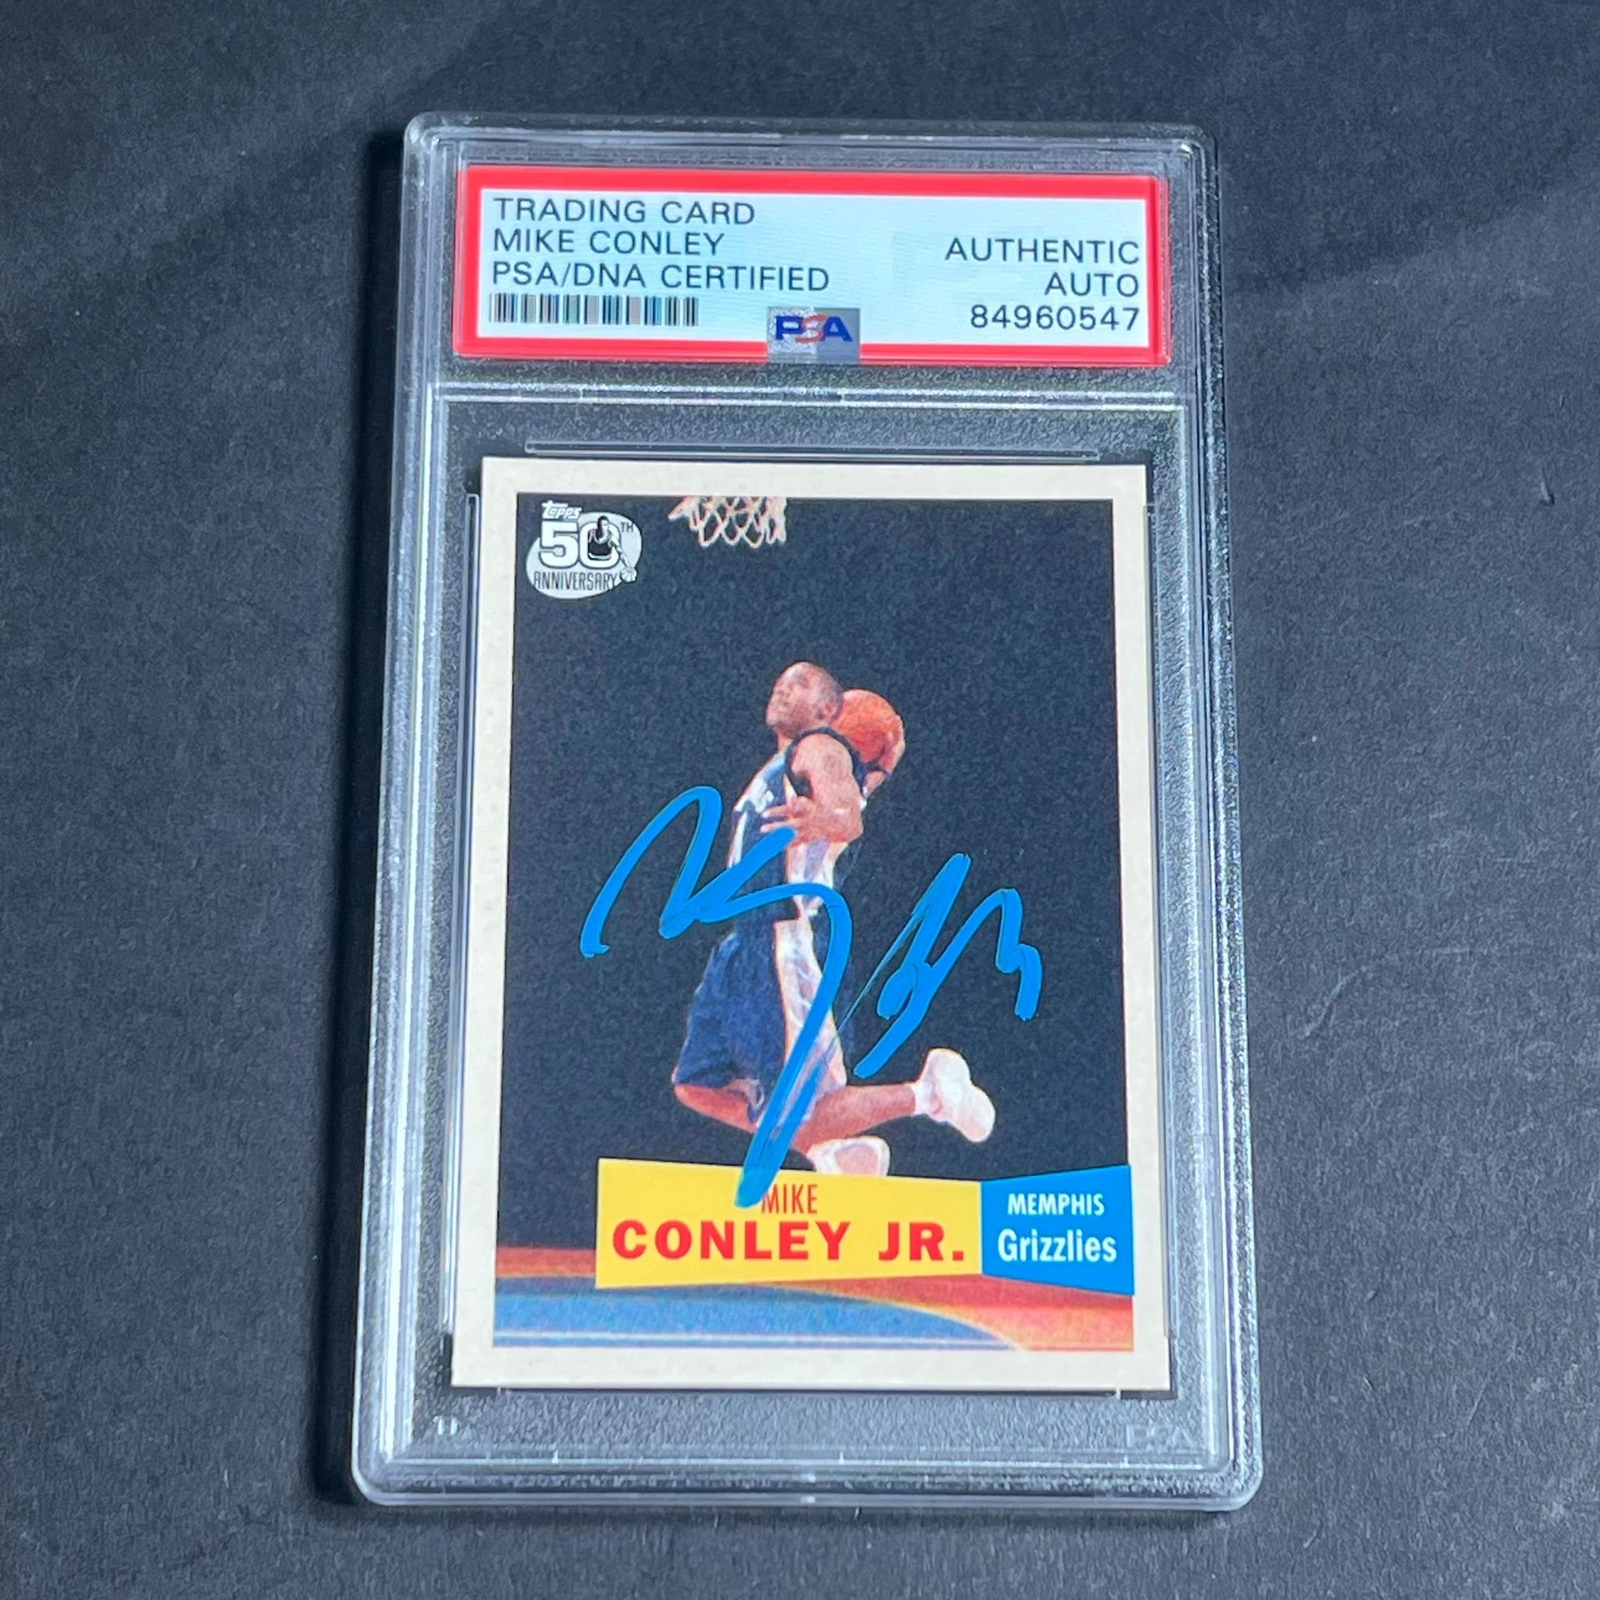 TRADING CARD
MIKE CONLEY
PSA/DNA CERTIFIED
AUTHENTIC
AUTO
84960547
PSA
Topps
50TH
ANNIVERSARY
MIKE
CONLEY JR.
MEMPHIS
Grizzlies
PSA